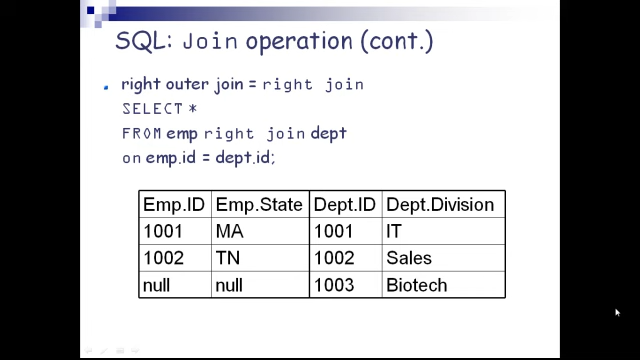 SQL: Join operation (cont.)
right outer join = right join
SELECT *
FROM emp right join dept
on emp.id = dept.id;
Emp.ID Emp.State Dept.ID Dept.Division
1001 MA 1001 IT
1002 TN 1002 Sales
null null 1003 Biotech